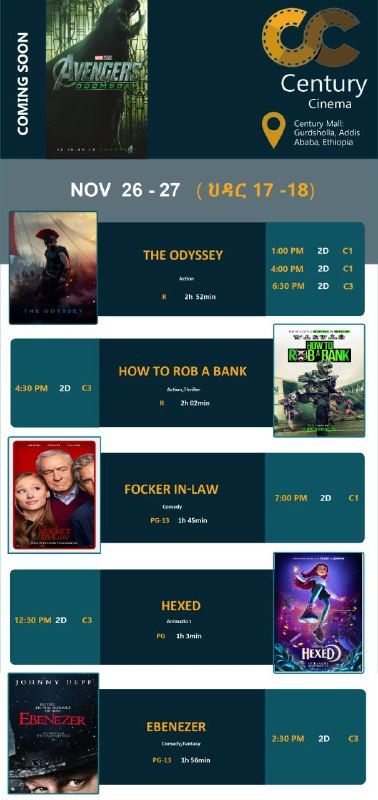 COMING SOON
AVENGERS
DOOMSDAY
Century
Cinema
Century Mall:
Gurdsholla, Addis
Ababa, Ethiopia
NOV 26 - 27 ( ህዳር 17 -18)
THE ODYSSEY
THE ODYSSEY
Action
R 2h 52min
1:00 PM 2D C1
4:00 PM 2D C1
6:30 PM 2D C3
4:30 PM 2D C3
HOW TO ROB A BANK
Action,Thriller
R 2h 02min
HOW TO
ROB A BANK
FOCKER IN-LAW
Comady
PG-13 1h 45min
7:00 PM 2D C1
12:30 PM 2D C3
HEXED
Animation
PG 1h 3min
HEXED
JOHNNY DEPP
EBENEZER
EBENEZER
Comedy,Fantasy
PG-13 1h 56min
2:30 PM 2D C3